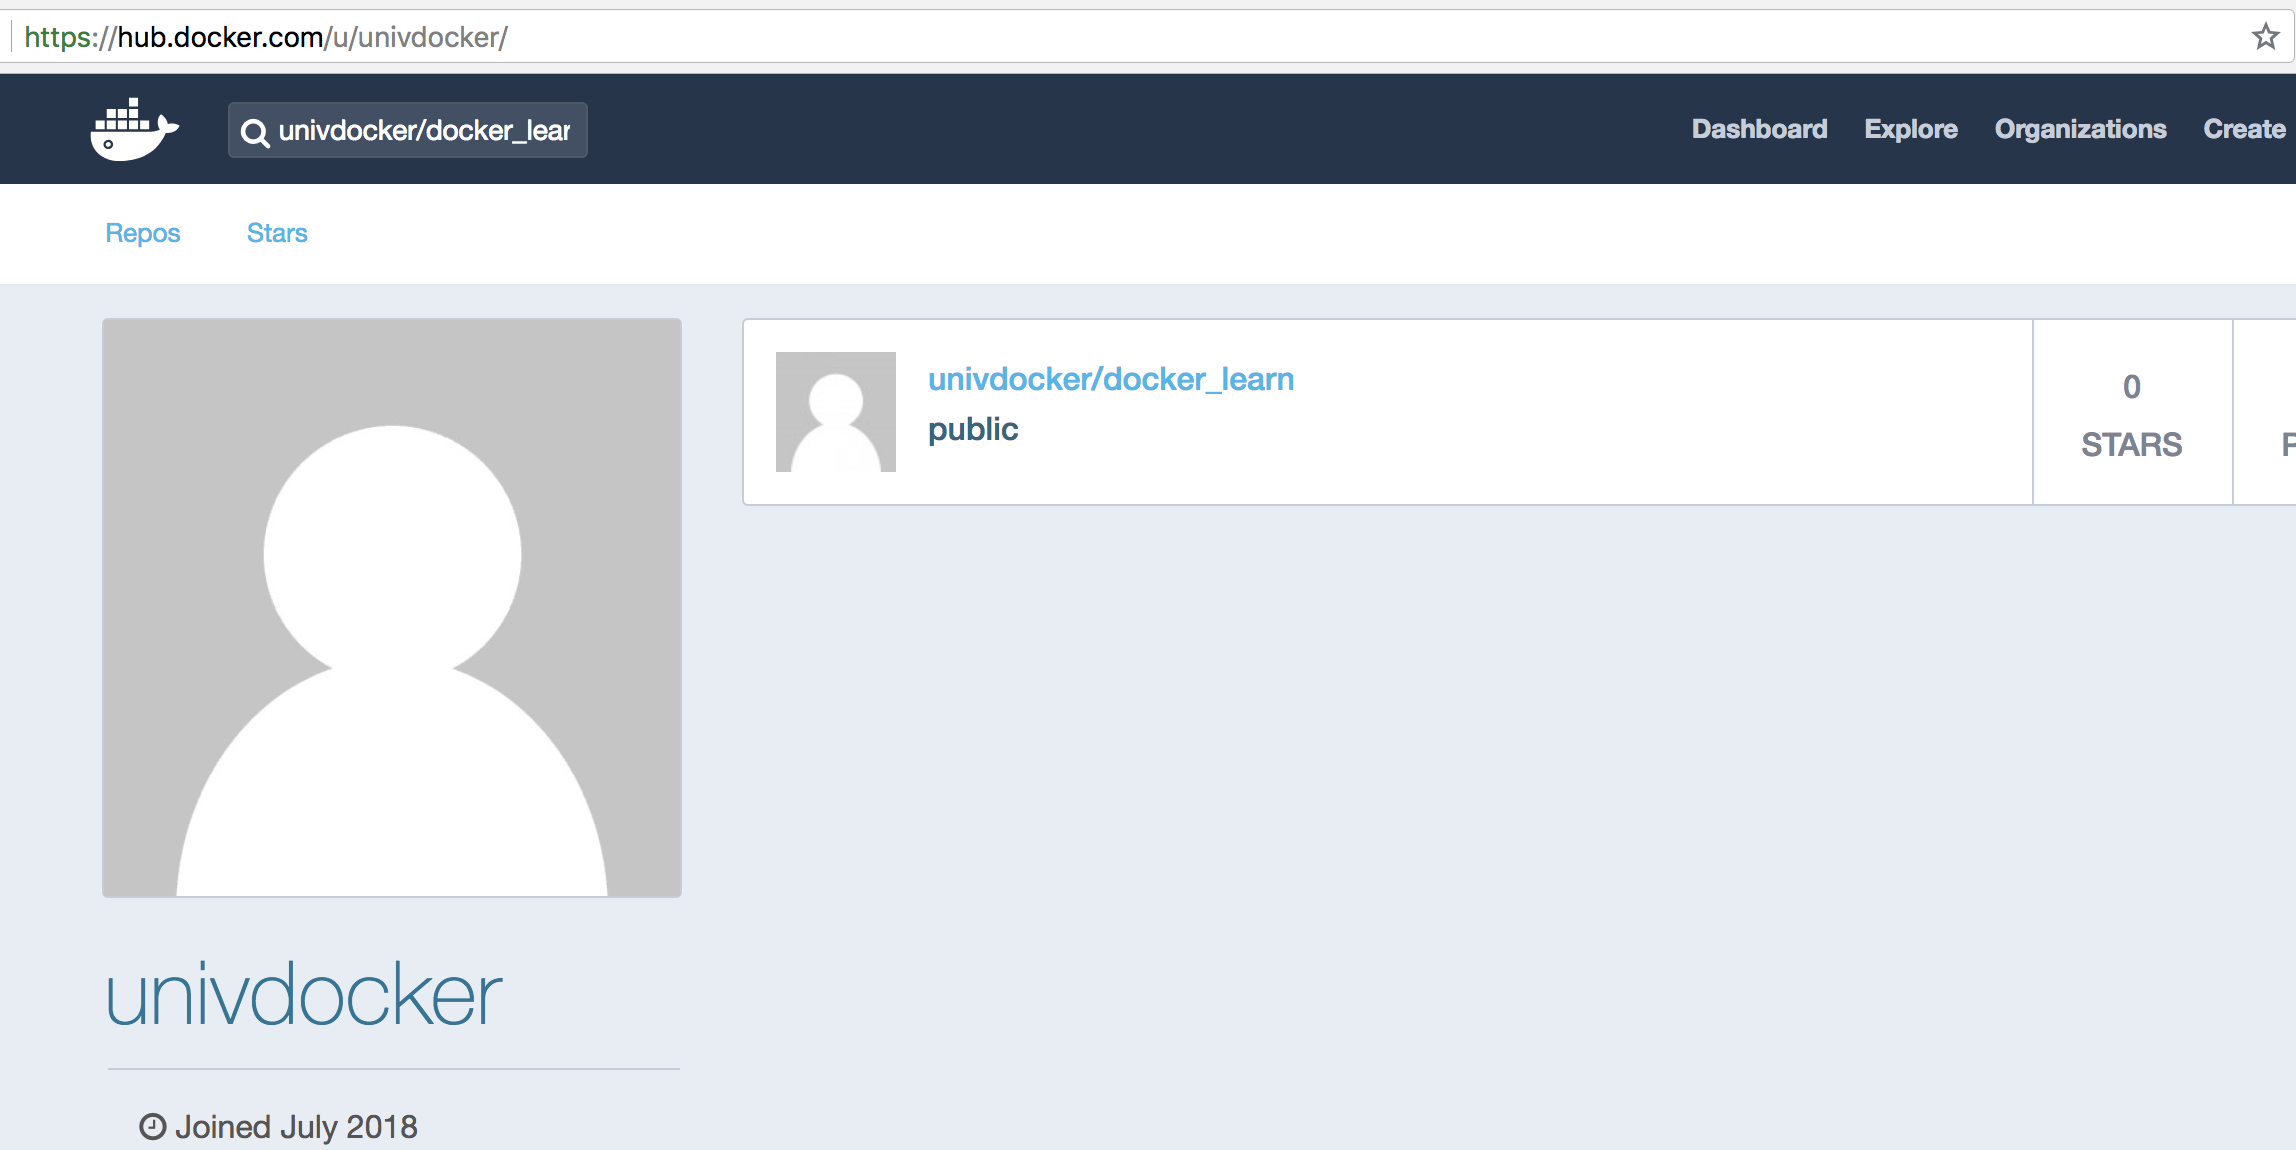 https://hub.docker.com/u/univdocker/
univdocker/docker_lear
Dashboard Explore Organizations Create
Repos Stars
univdocker/docker_learn
public
0
STARS
univdocker
Joined July 2018